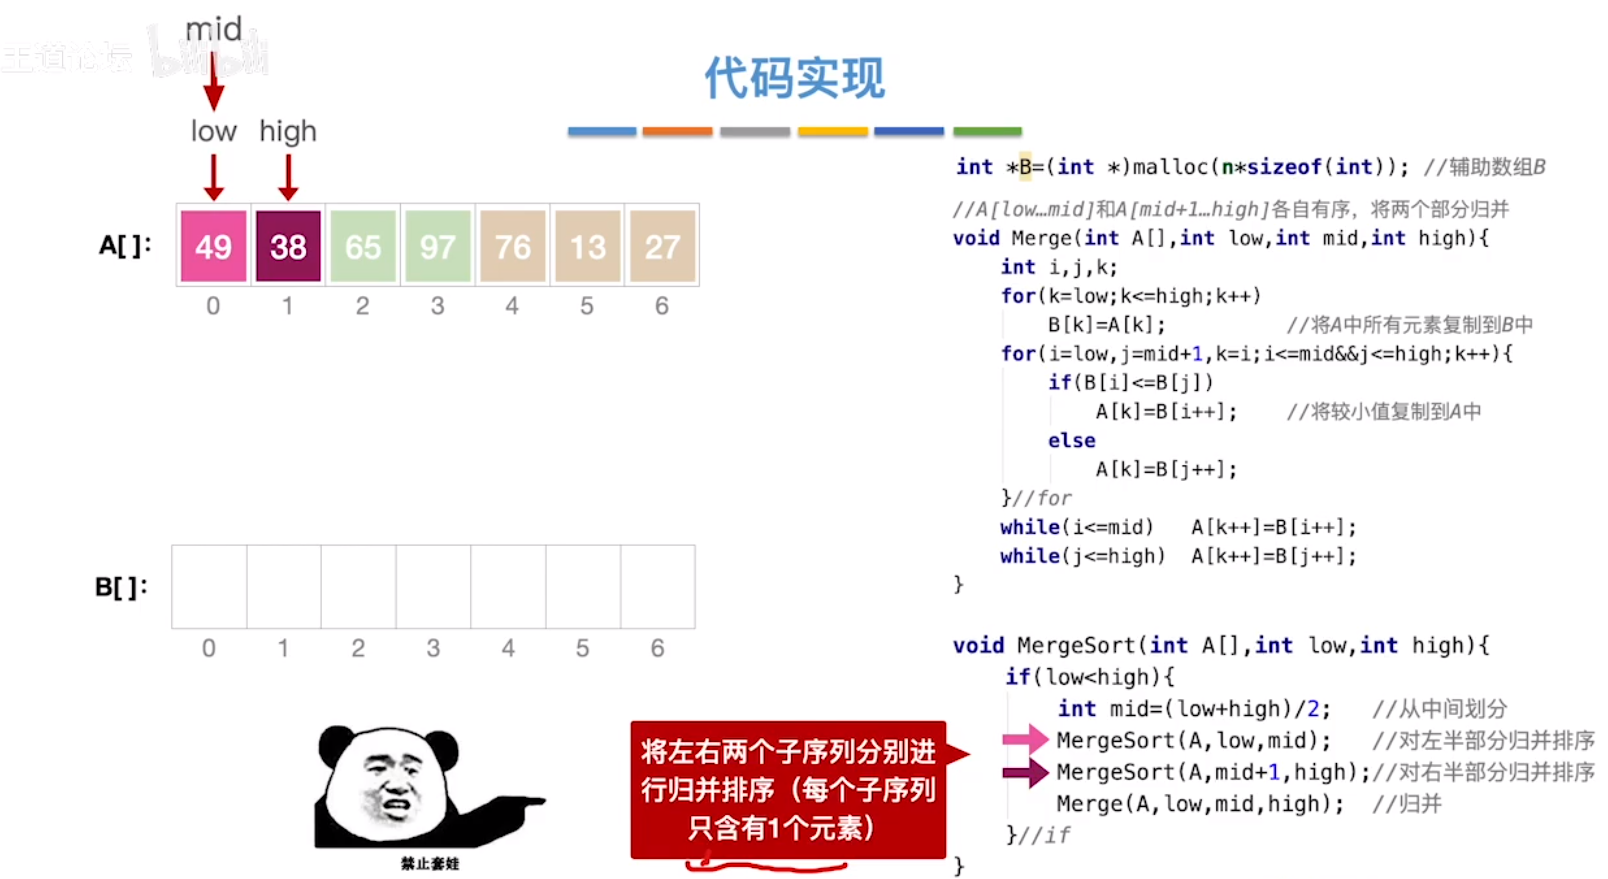 mid
王道论坛 bilibili
代码实现
low high
A[ ]: 49 38 65 97 76 13 27
0 1 2 3 4 5 6
B[ ]:
0 1 2 3 4 5 6
禁止套娃
将左右两个子序列分别进
行归并排序（每个子序列
只含有1个元素）
int *B=(int *)malloc(n*sizeof(int)); //辅助数组B
//A[low…mid]和A[mid+1…high]各自有序，将两个部分归并
void Merge(int A[],int low,int mid,int high){
int i,j,k;
for(k=low;k<=high;k++)
B[k]=A[k]; //将A中所有元素复制到B中
for(i=low,j=mid+1,k=i;i<=mid&&j<=high;k++){
if(B[i]<=B[j])
A[k]=B[i++]; //将较小值复制到A中
else
A[k]=B[j++];
}//for
while(i<=mid) A[k++]=B[i++];
while(j<=high) A[k++]=B[j++];
}
void MergeSort(int A[],int low,int high){
if(low<high){
int mid=(low+high)/2; //从中间划分
MergeSort(A,low,mid); //对左半部分归并排序
MergeSort(A,mid+1,high);//对右半部分归并排序
Merge(A,low,mid,high); //归并
}//if
}